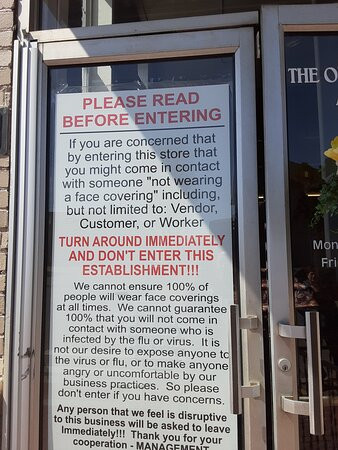 PLEASE READ
BEFORE ENTERING
If you are concerned that
by entering this store that
you might come in contact
with someone "not wearing
a face covering" including,
but not limited to: Vendor,
Customer, or Worker
TURN AROUND IMMEDIATELY
AND DON'T ENTER THIS
ESTABLISHMENT!!!
We cannot ensure 100% of
people will wear face coverings
at all times. We cannot guarantee
100% that you will not come in
contact with someone who is
infected by the flu or virus. It is
not our desire to expose anyone to
the virus or flu, or to make anyone
angry or uncomfortable by our
business practices. So please
don't enter if you have concerns.
Any person that we feel is disruptive
to this business will be asked to leave
Immediately!!! Thank you for your
cooperation - MANAGEMENT
THE O
Mon
Fri